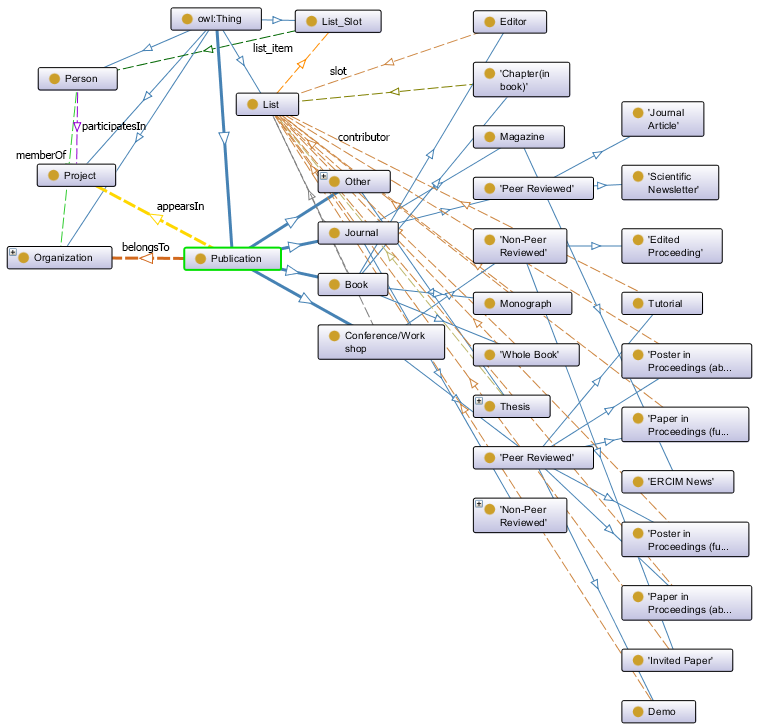 owl:Thing
List_Slot
Editor
list_item
Person
slot
'Chapter(in
book)'
List
participatesIn
contributor
Magazine
'Journal
Article'
memberOf
Project
Other
'Peer Reviewed'
'Scientific
Newsletter'
appearsIn
Journal
'Non-Peer
Reviewed'
'Edited
Proceeding'
Organization
belongsTo
Publication
Book
Monograph
Tutorial
Conference/Work
shop
'Whole Book'
'Poster in
Proceedings (ab...
Thesis
'Paper in
Proceedings (fu...
'Peer Reviewed'
'ERCIM News'
'Non-Peer
Reviewed'
'Poster in
Proceedings (fu...
'Paper in
Proceedings (ab...
'Invited Paper'
Demo